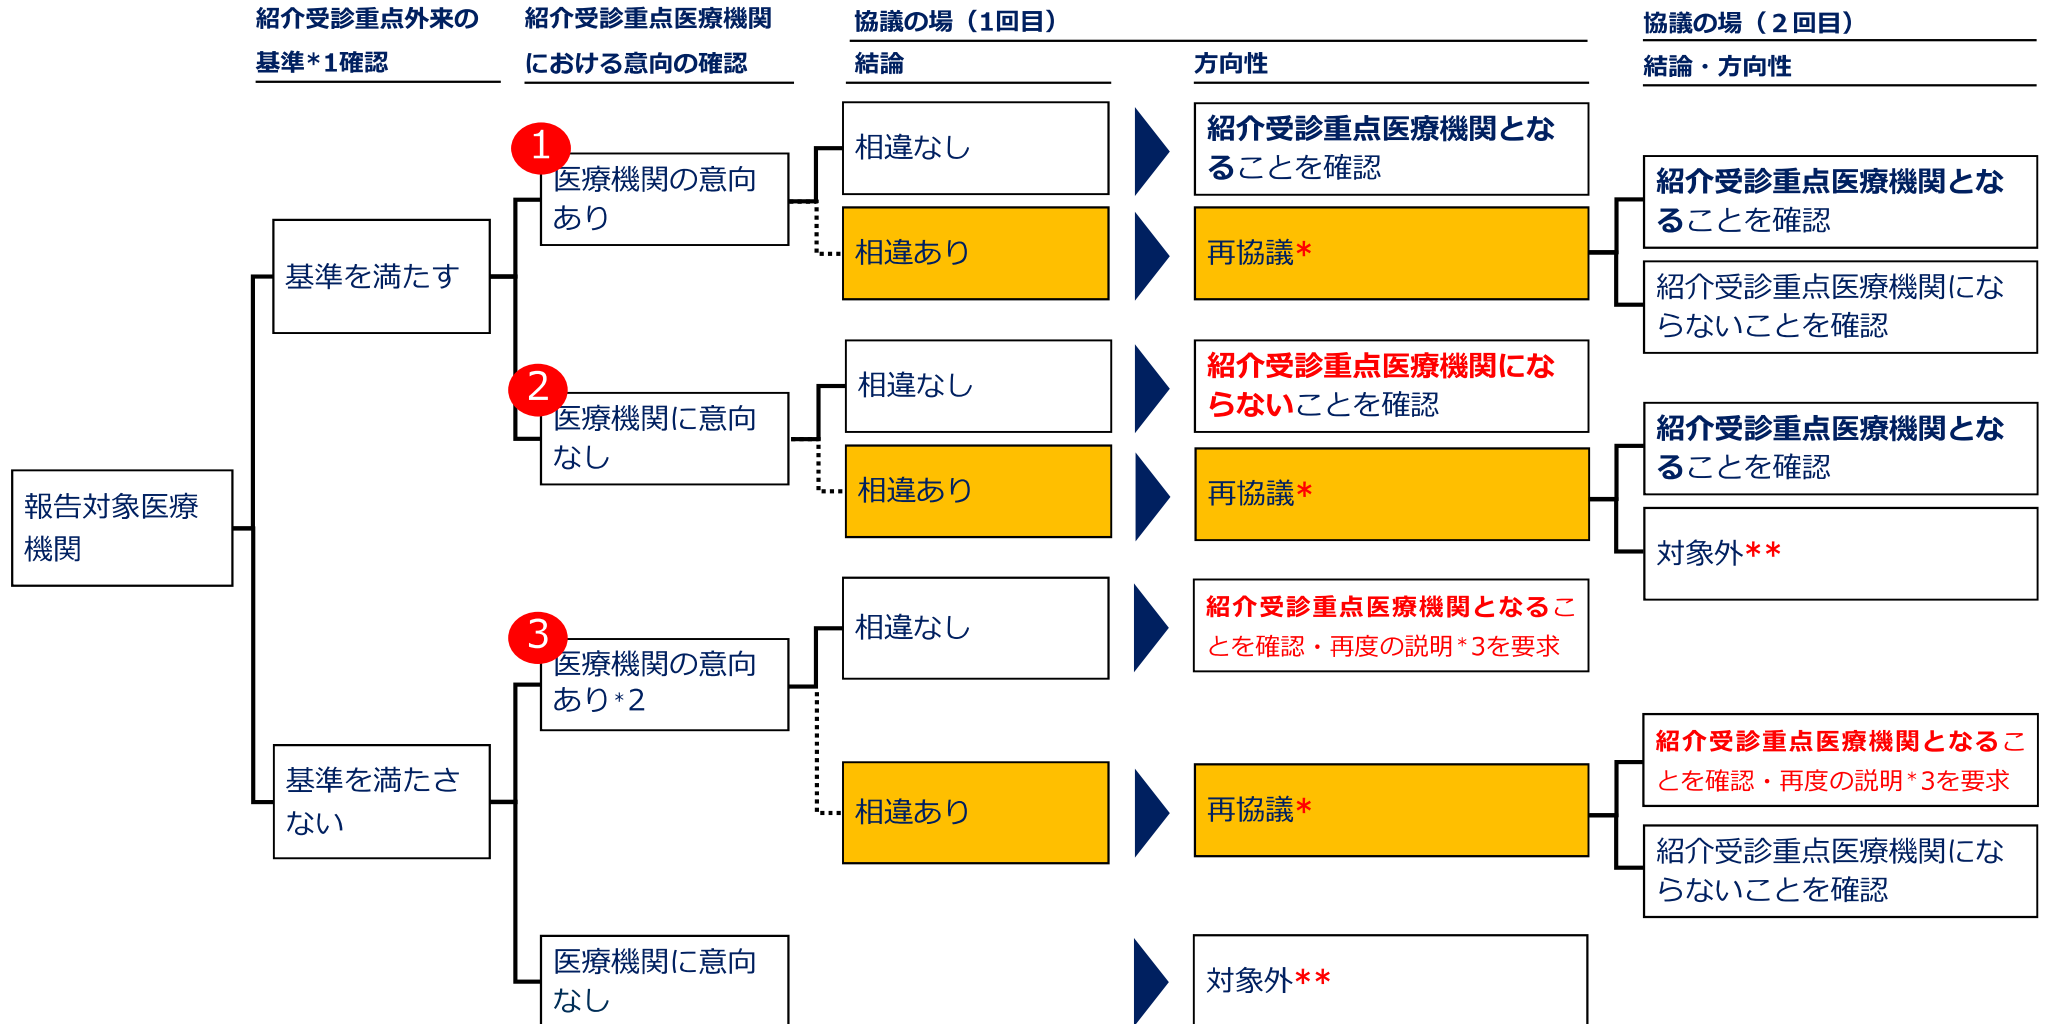 紹介受診重点外来の
基準*1確認
紹介受診重点医療機関
における意向の確認
協議の場（1回目）
結論
方向性
協議の場（２回目）
結論・方向性
報告対象医療
機関
基準を満たす
基準を満たさ
ない
1
医療機関の意向
あり
2
医療機関に意向
なし
3
医療機関の意向
あり*2
医療機関に意向
なし
相違なし
紹介受診重点医療機関とな
ることを確認
相違あり
再協議*
紹介受診重点医療機関とな
ることを確認
紹介受診重点医療機関にな
らないことを確認
相違なし
紹介受診重点医療機関にな
らないことを確認
相違あり
再協議*
紹介受診重点医療機関とな
ることを確認
対象外**
相違なし
紹介受診重点医療機関となるこ
とを確認・再度の説明*3を要求
相違あり
再協議*
紹介受診重点医療機関となるこ
とを確認・再度の説明*3を要求
紹介受診重点医療機関にな
らないことを確認
対象外**